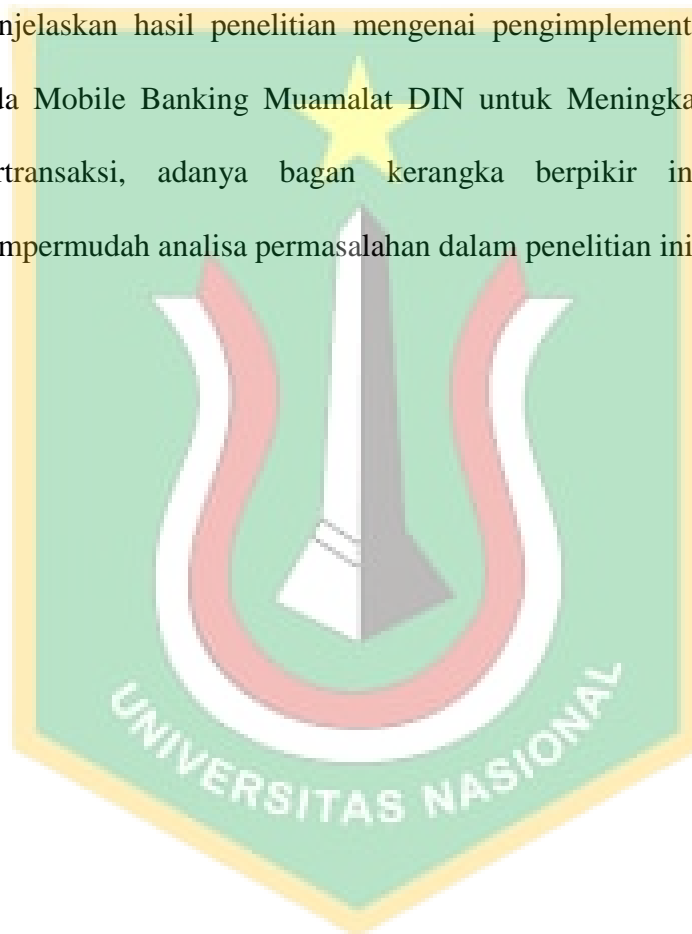 njelaskan hasil penelitian mengenai pengimplement
la Mobile Banking Muamalat DIN untuk Meningka
rtransaksi, adanya bagan kerangka berpikir in
mpermudah analisa permasalahan dalam penelitian ini
UNIVERSITAS NASIONAL